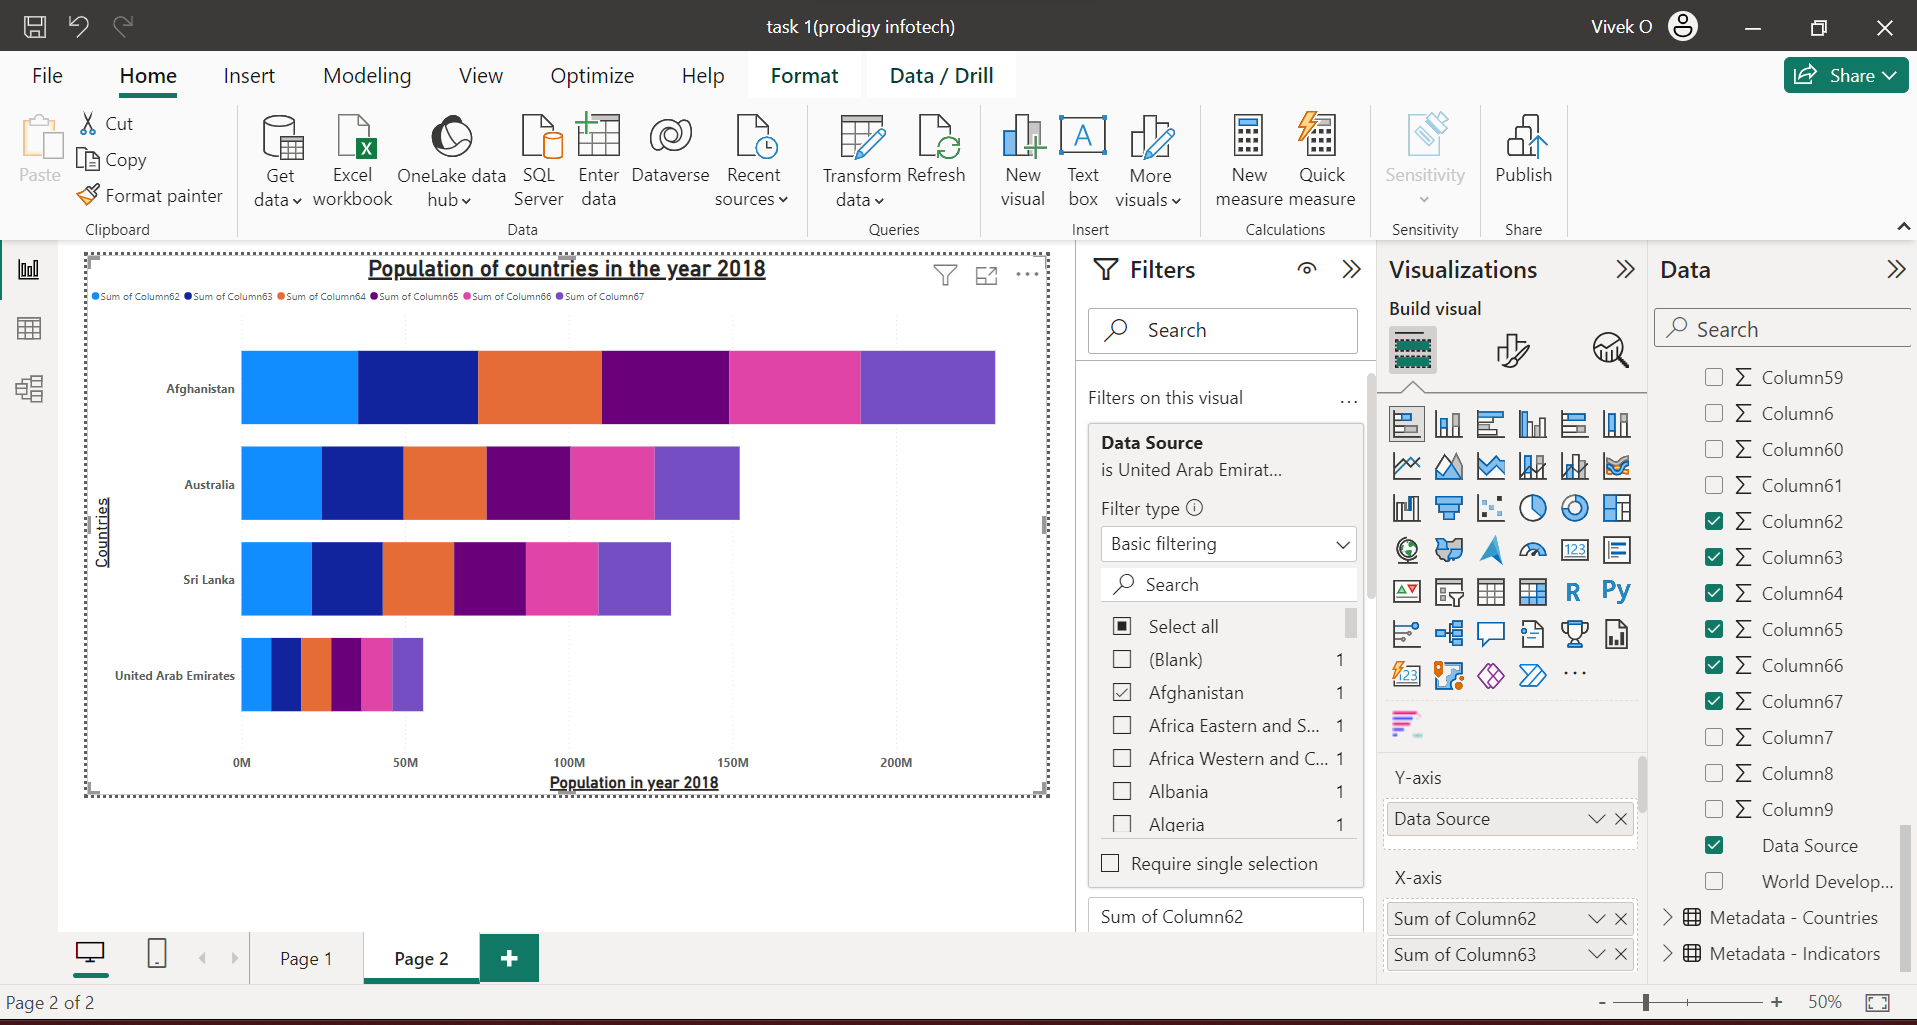 task 1(prodigy infotech)
Vivek O
File Home Insert Modeling View Optimize Help Format Data / Drill
Share
Paste
Cut
Copy
Format painter
Clipboard
Get data
Excel workbook
OneLake data hub
SQL Server
Enter data
Dataverse
Recent sources
Data
Transform data
Refresh
Queries
New visual
A
Text box
More visuals
Insert
New measure
Quick measure
Calculations
Sensitivity
Sensitivity
Publish
Share
Population of countries in the year 2018
Sum of Column62 Sum of Column63 Sum of Column64 Sum of Column65 Sum of Column66 Sum of Column67
Countries
Afghanistan
Australia
Sri Lanka
United Arab Emirates
0M 50M 100M 150M 200M
Population in year 2018
Filters
Search
Filters on this visual
Data Source
is United Arab Emirat...
Filter type
Basic filtering
Search
Select all
(Blank) 1
Afghanistan 1
Africa Eastern and S... 1
Africa Western and C... 1
Albania 1
Algeria 1
Require single selection
Sum of Column62
Visualizations
Build visual
123
R
Py
123
Y-axis
Data Source
X-axis
Sum of Column62
Sum of Column63
Data
Search
Column59
Column6
Column60
Column61
Column62
Column63
Column64
Column65
Column66
Column67
Column7
Column8
Column9
Data Source
World Develop...
Metadata - Countries
Metadata - Indicators
Page 1
Page 2
Page 2 of 2
- + 50%